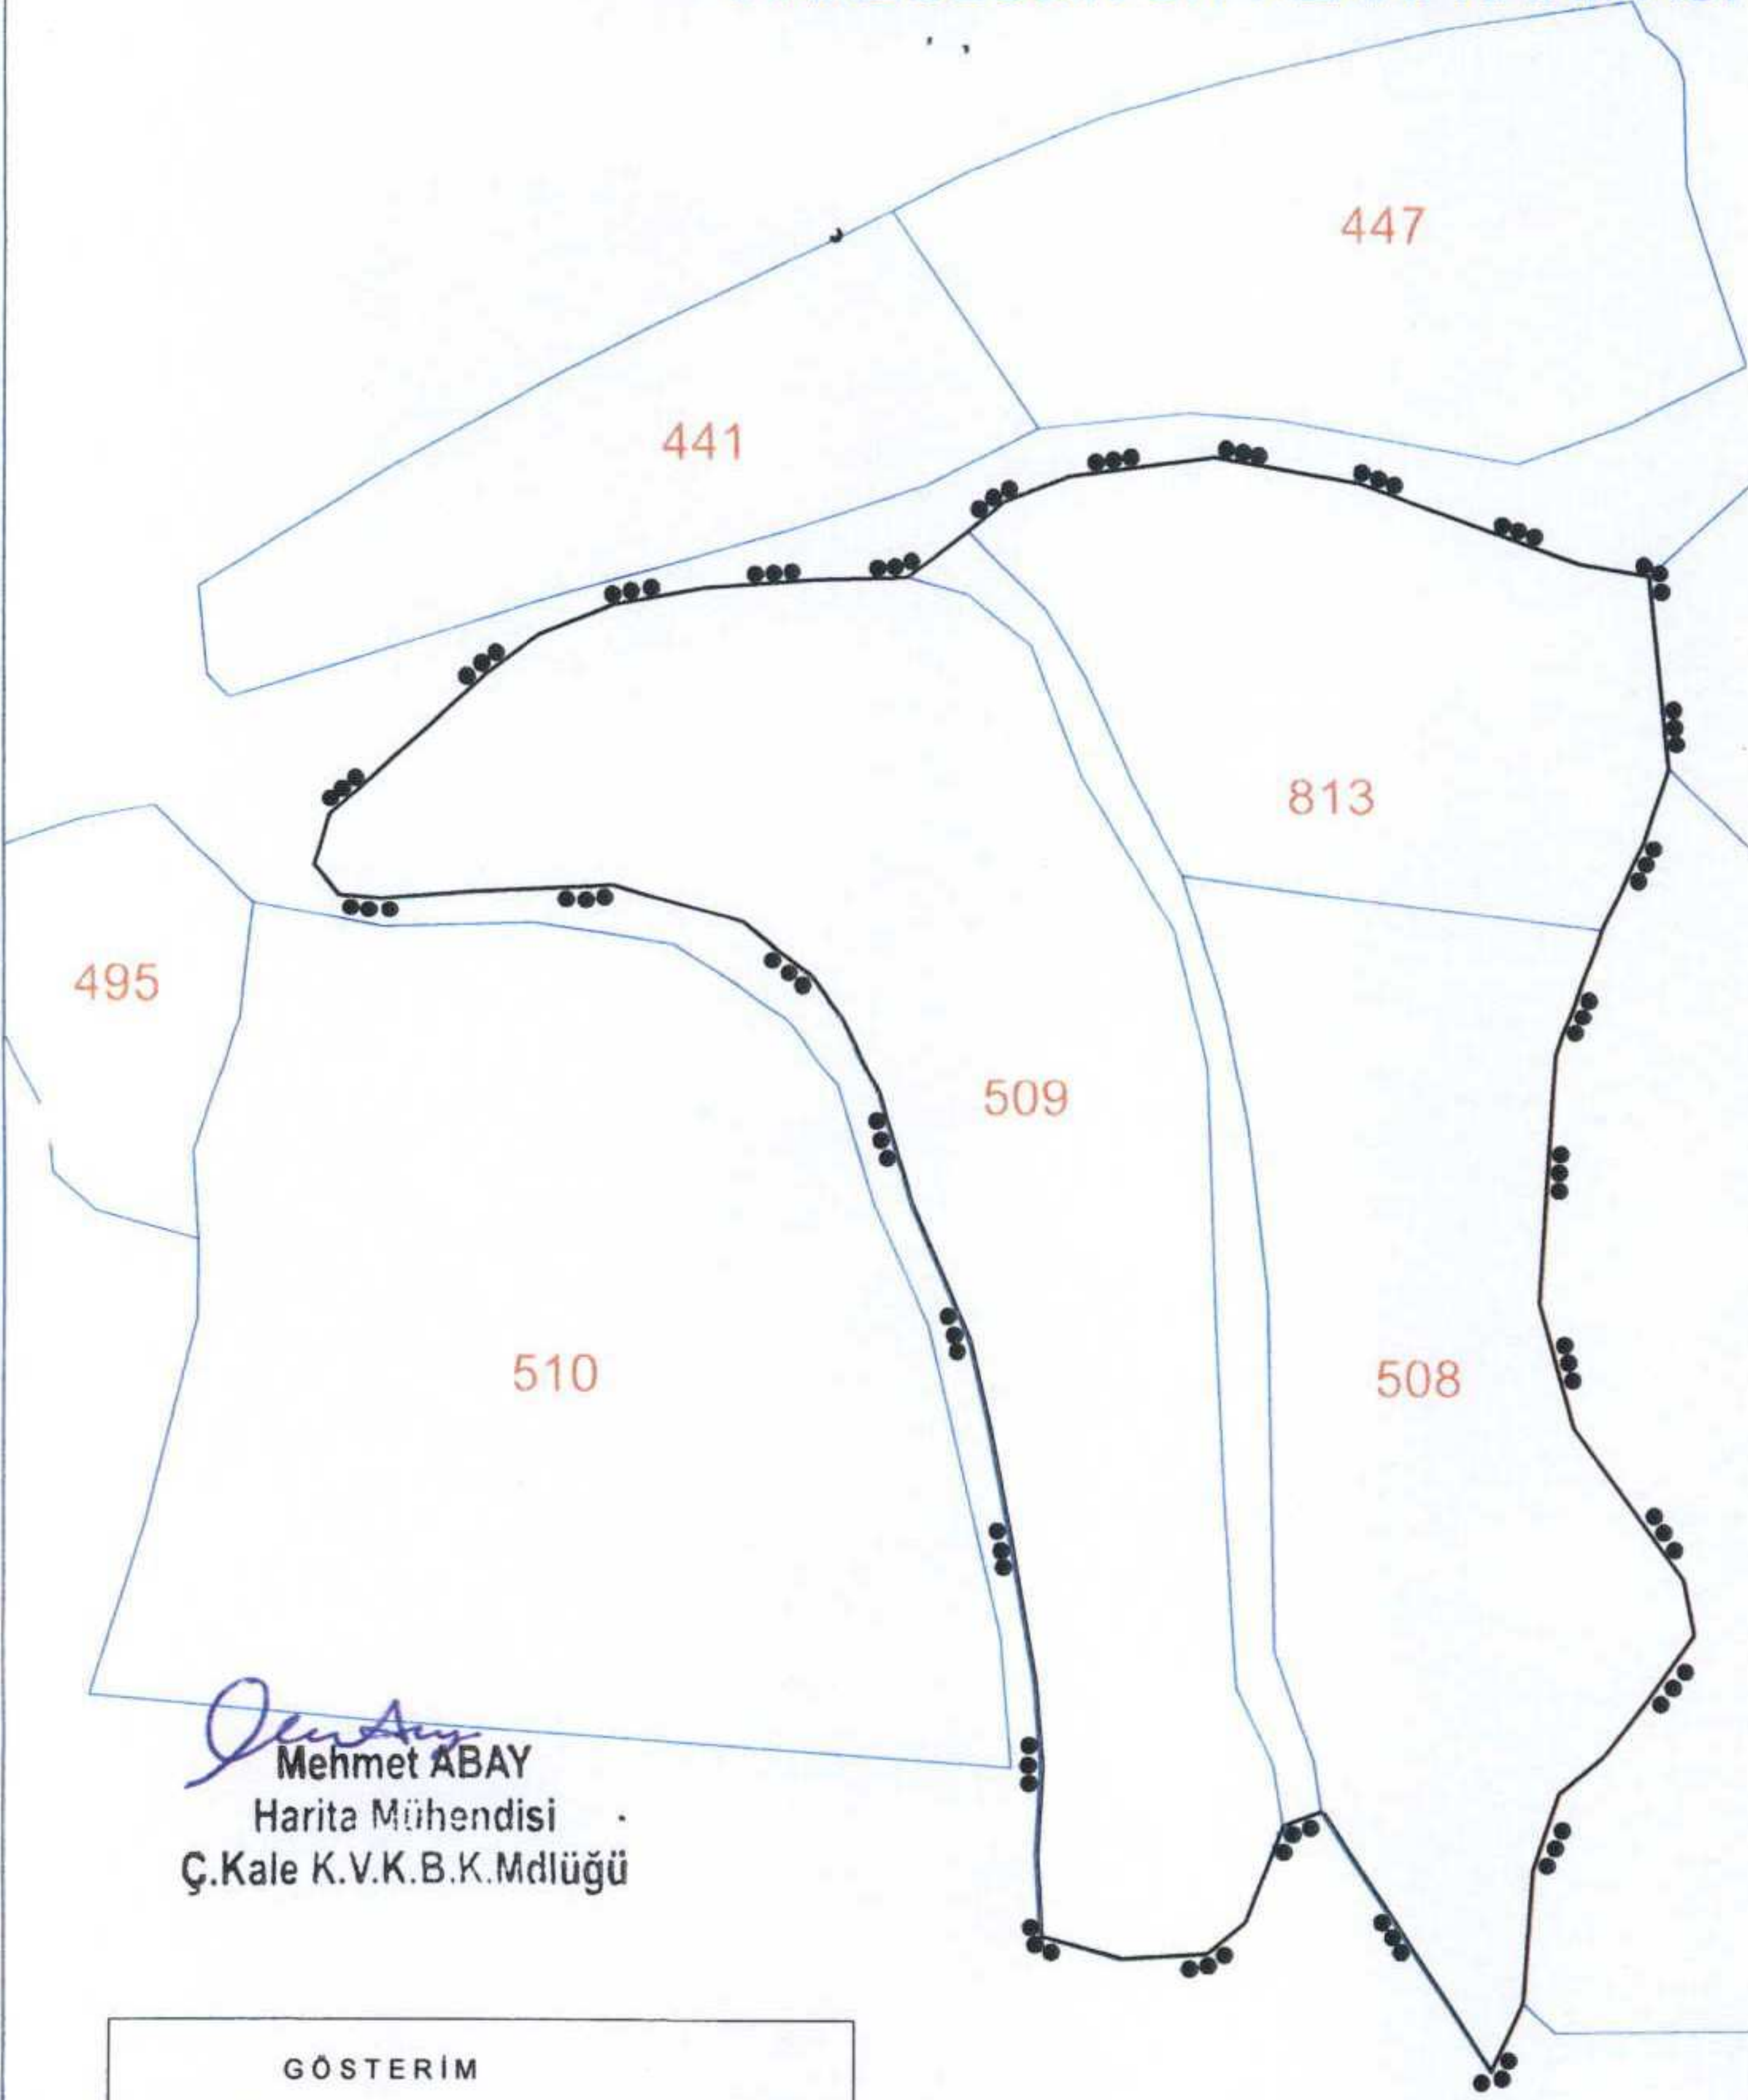 447
441
813
495
509
510
508
Mehmet ABAY
Harita Mühendisi
Ç.Kale K.V.K.B.K.Mdlüğü
GÖSTERİM